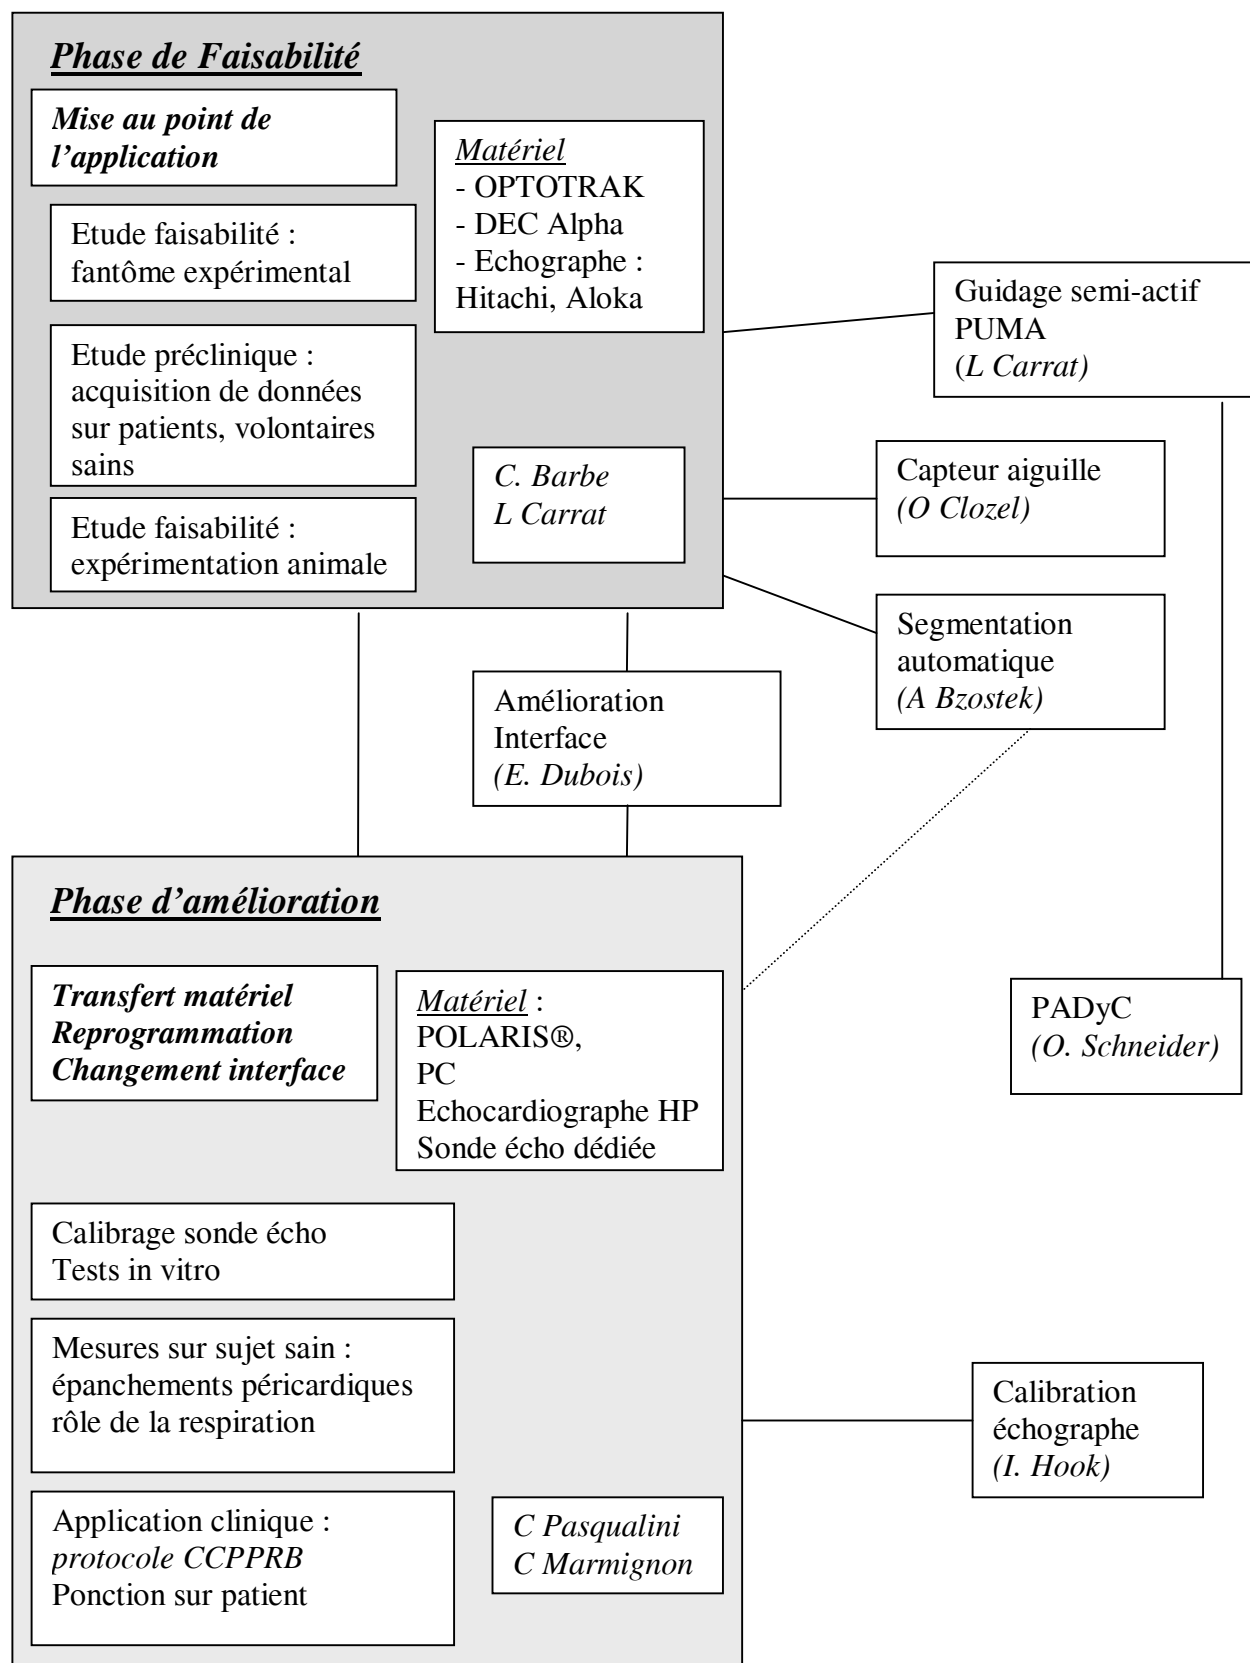 Phase de Faisabilité
Mise au point de
l’application
Matériel
- OPTOTRAK
- DEC Alpha
- Echographe :
Hitachi, Aloka
Etude faisabilité :
fantôme expérimental
Etude préclinique :
acquisition de données
sur patients, volontaires
sains
C. Barbe
L Carrat
Etude faisabilité :
expérimentation animale
Guidage semi-actif
PUMA
(L Carrat)
Capteur aiguille
(O Clozel)
Segmentation
automatique
(A Bzostek)
Amélioration
Interface
(E. Dubois)
Phase d’amélioration
Transfert matériel
Reprogrammation
Changement interface
Matériel :
POLARIS®,
PC
Echocardiographe HP
Sonde écho dédiée
PADyC
(O. Schneider)
Calibrage sonde écho
Tests in vitro
Mesures sur sujet sain :
épanchements péricardiques
rôle de la respiration
Calibration
échographe
(I. Hook)
Application clinique :
protocole CCPPRB
Ponction sur patient
C Pasqualini
C Marmignon